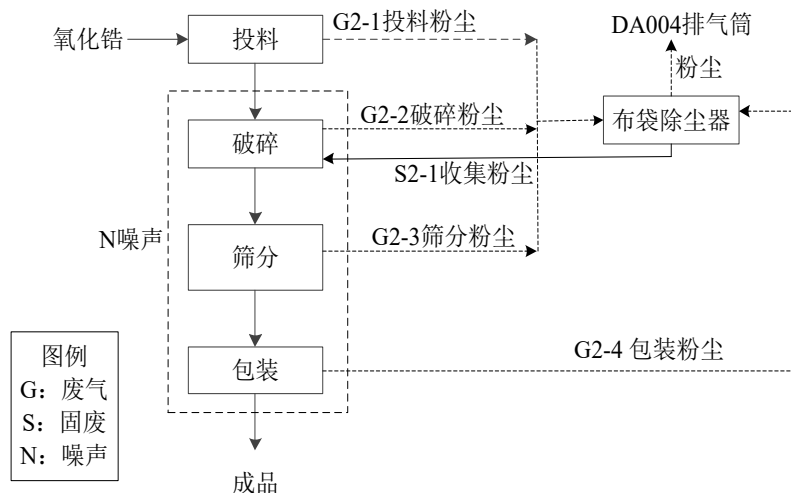 氧化锆
投料
G2-1投料粉尘
DA004排气筒
粉尘
布袋除尘器
G2-2破碎粉尘
破碎
S2-1收集粉尘
N噪声
筛分
G2-3筛分粉尘
G2-4 包装粉尘
包装
成品
图例
G：废气
S：固废
N：噪声